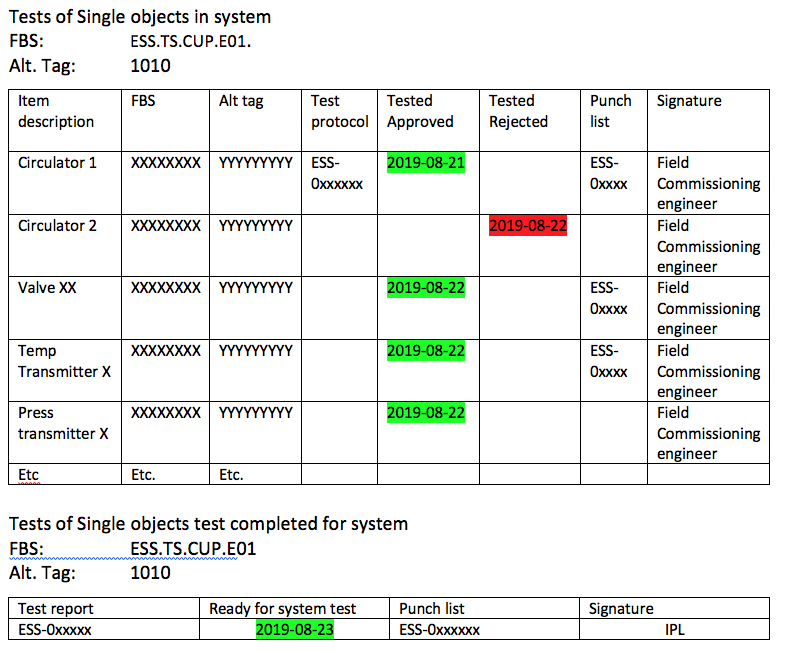 Tests of Single objects in system
FBS: ESS.TS.CUP.E01.
Alt. Tag: 1010
Item description FBS Alt tag Test protocol Tested Approved Tested Rejected Punch list Signature
Circulator 1 XXXXXXXX YYYYYYYYY ESS-0xxxxxx 2019-08-21 ESS-0xxxx Field Commissioning engineer
Circulator 2 XXXXXXXX YYYYYYYYY 2019-08-22 Field Commissioning engineer
Valve XX XXXXXXXX YYYYYYYYY 2019-08-22 ESS-0xxxx Field Commissioning engineer
Temp Transmitter X XXXXXXXX YYYYYYYYY 2019-08-22 ESS-0xxxx Field Commissioning engineer
Press transmitter X XXXXXXXX YYYYYYYYY 2019-08-22 Field Commissioning engineer
Etc Etc. Etc.
Tests of Single objects test completed for system
FBS: ESS.TS.CUP.E01
Alt. Tag: 1010
Test report Ready for system test Punch list Signature
ESS-0xxxxx 2019-08-23 ESS-0xxxxxx IPL